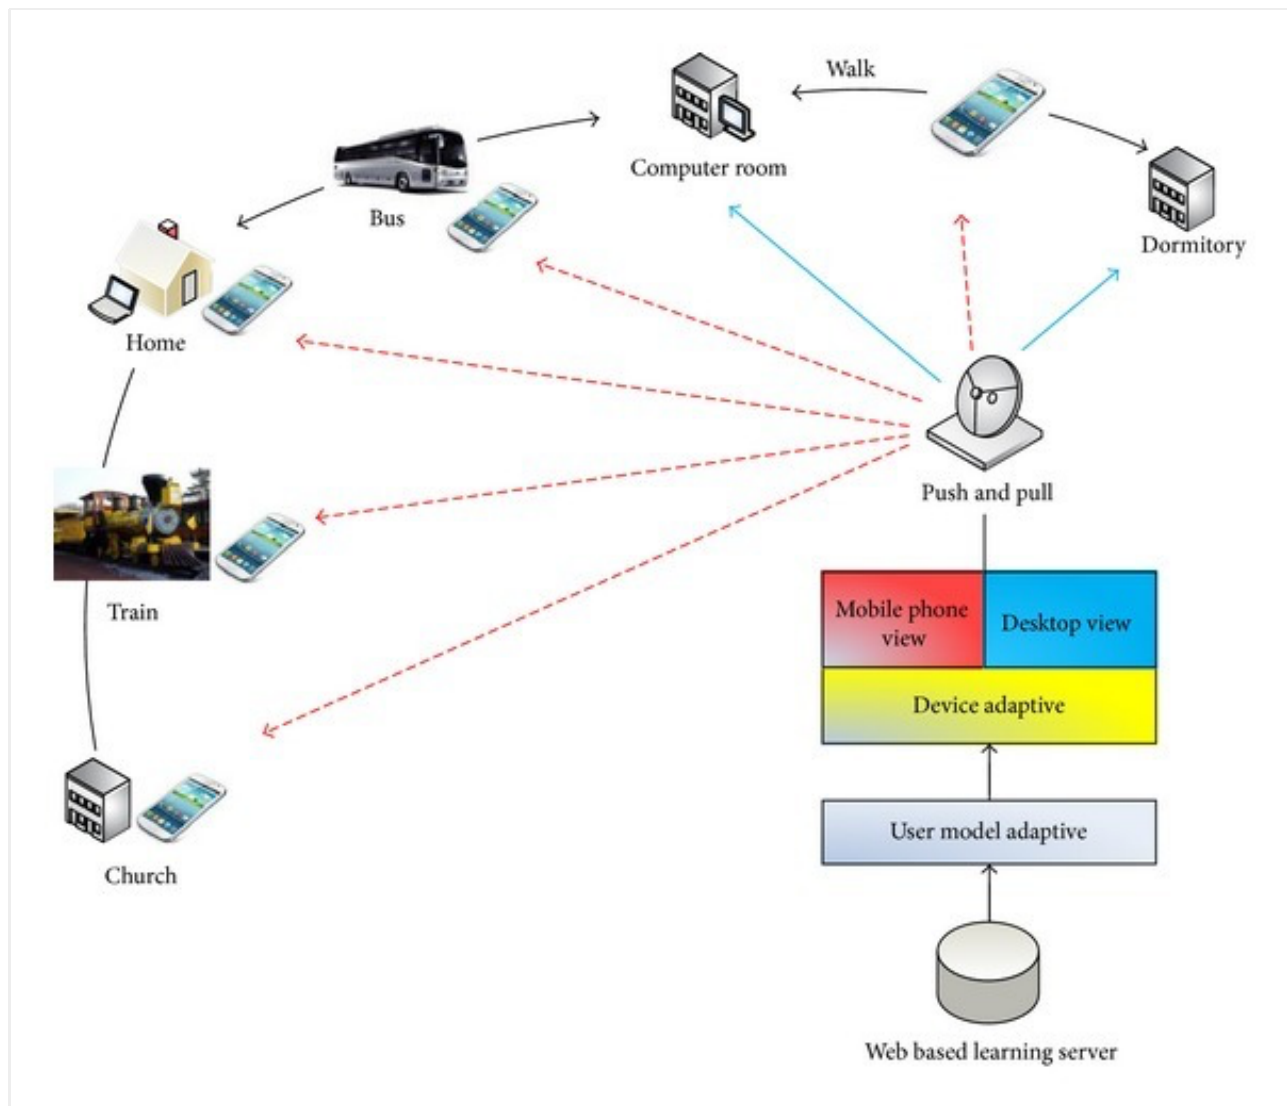 Walk
Computer room
Bus
Dormitory
Home
Push and pull
Mobile phone
view
Desktop view
Train
Device adaptive
User model adaptive
Church
Web based learning server